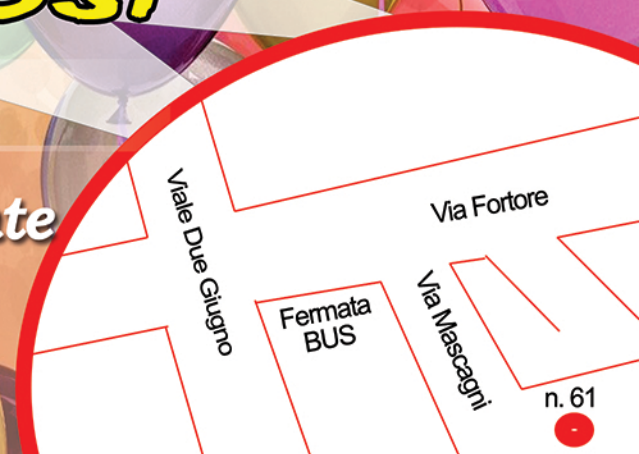 Via Fortore
Viale Due Giugno
Fermata
BUS
Via Mascagni
n. 61
-